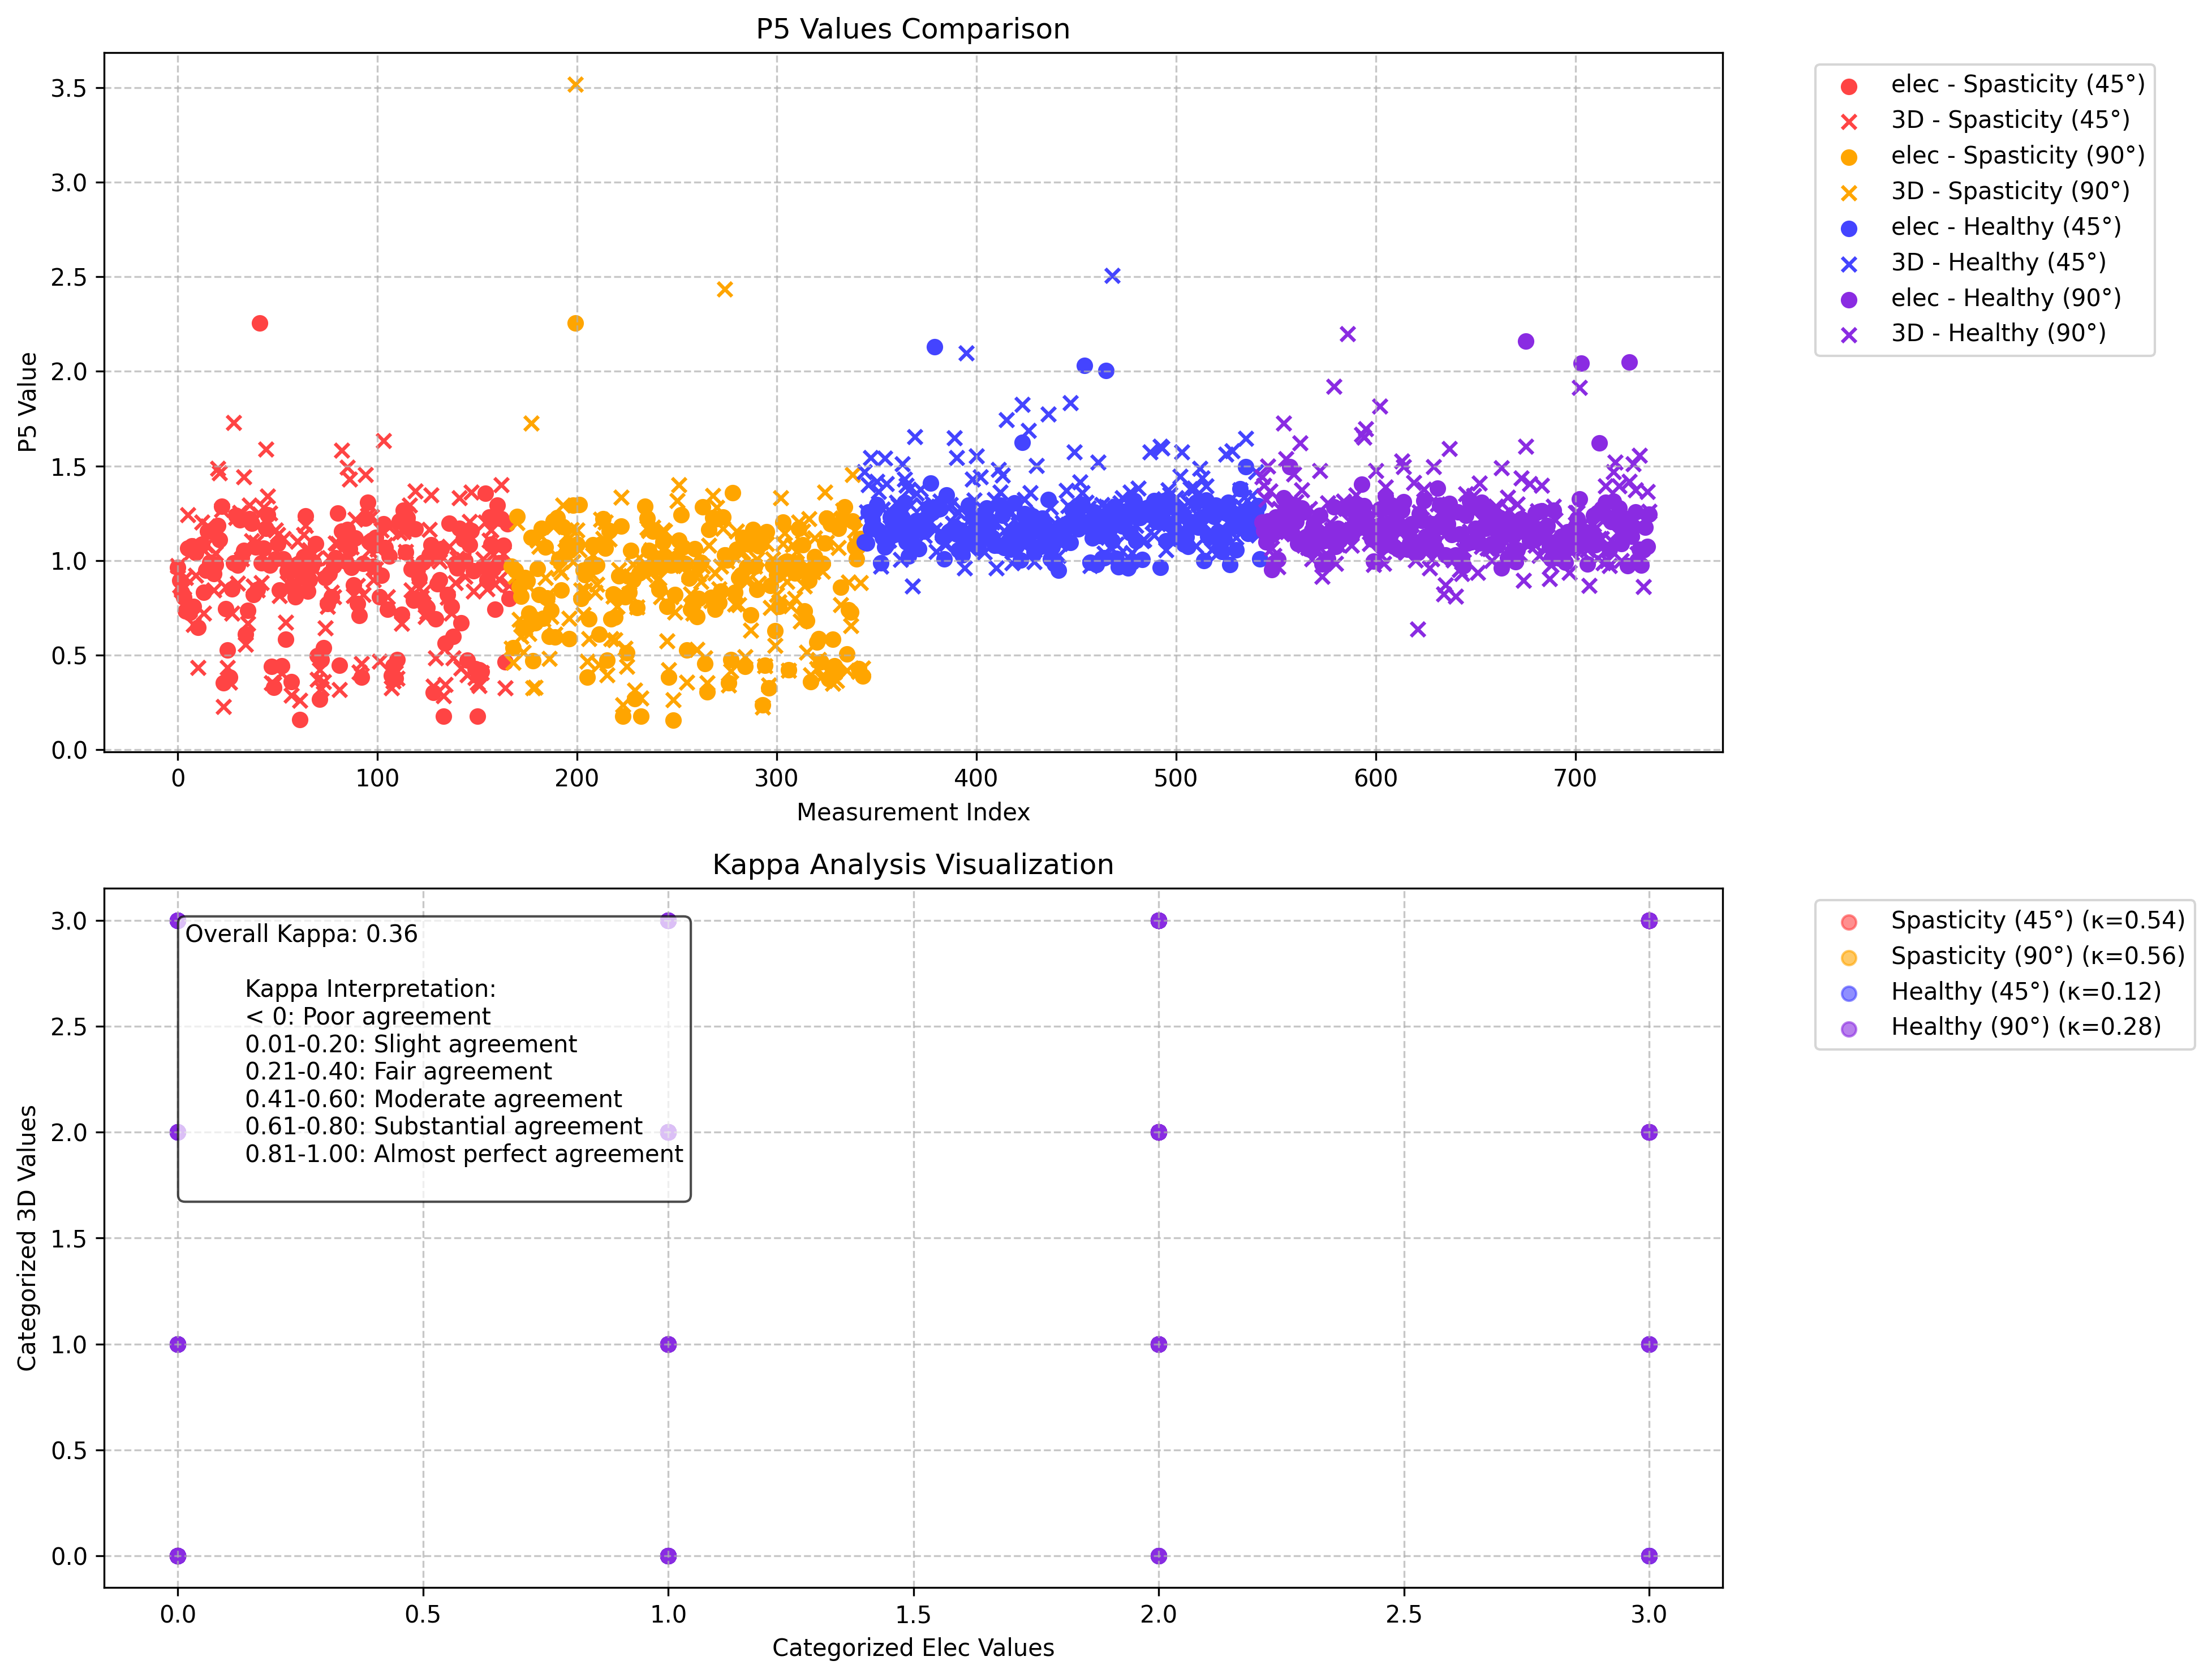 P5 Values Comparison
P5 Value
3.5
3.0
2.5
2.0
1.5
1.0
0.5
0.0
0
100
200
300
400
500
600
700
Measurement Index
elec - Spasticity (45°)
3D - Spasticity (45°)
elec - Spasticity (90°)
3D - Spasticity (90°)
elec - Healthy (45°)
3D - Healthy (45°)
elec - Healthy (90°)
3D - Healthy (90°)
Kappa Analysis Visualization
Categorized 3D Values
3.0
2.5
2.0
1.5
1.0
0.5
0.0
Overall Kappa: 0.36
Kappa Interpretation:
< 0: Poor agreement
0.01-0.20: Slight agreement
0.21-0.40: Fair agreement
0.41-0.60: Moderate agreement
0.61-0.80: Substantial agreement
0.81-1.00: Almost perfect agreement
0.0
0.5
1.0
1.5
2.0
2.5
3.0
Categorized Elec Values
Spasticity (45°) (κ=0.54)
Spasticity (90°) (κ=0.56)
Healthy (45°) (κ=0.12)
Healthy (90°) (κ=0.28)